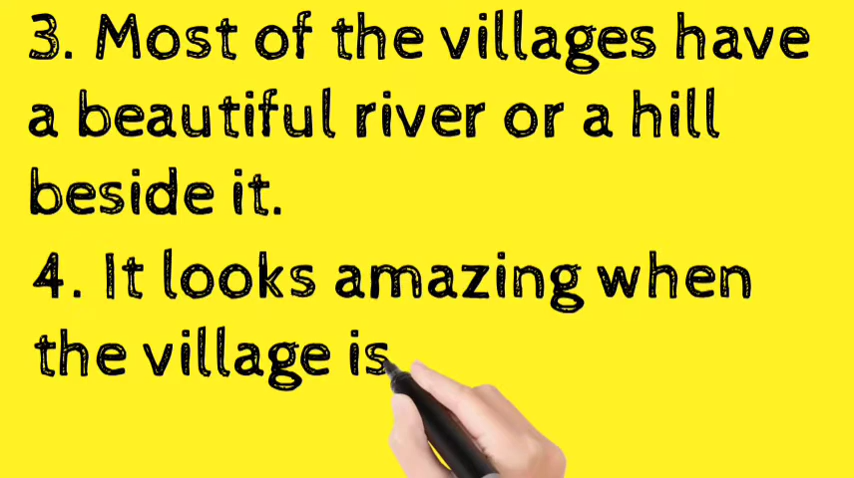 3. Most of the villages have
a beautiful river or a hill
beside it.
4. It looks amazing when
the village is